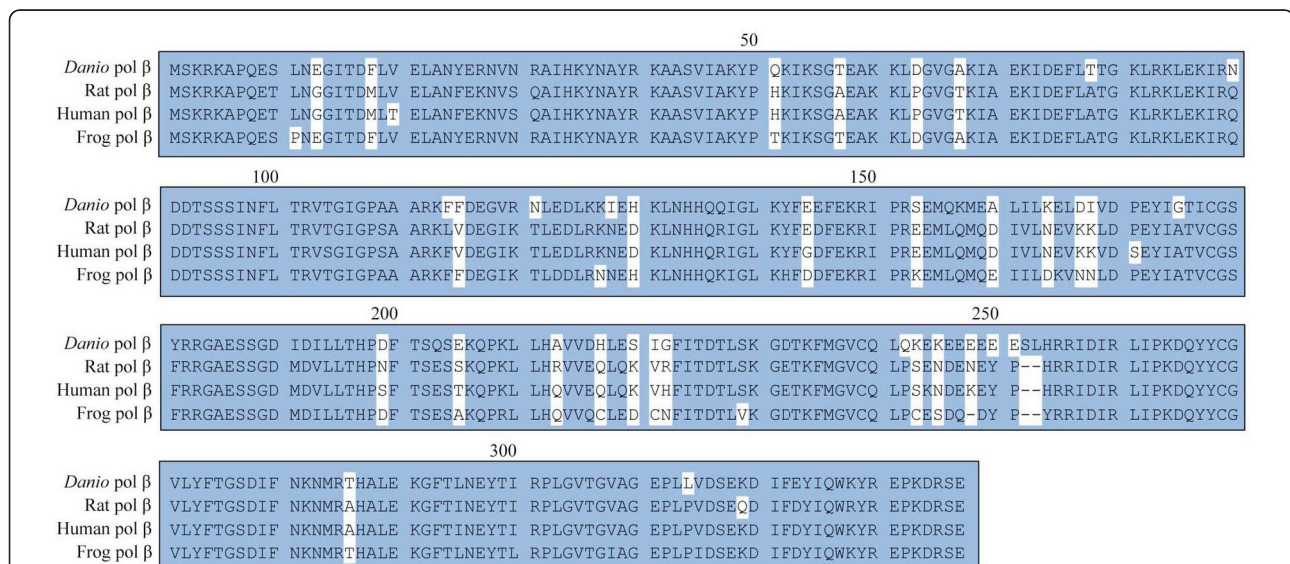 50
Danio pol β MSKRKAPQES LNEGITDFLV ELANYERNVN RAIHKYNAYR KAASVIAKYP QKIKSGTEAK KLDGVGAKIA EKIDEFLTTG KLRKLEKIRN
Rat pol β MSKRKAPQET LNGGITDMLV ELANFEKNVS QAIHKYNAYR KAASVIAKYP HKIKSGAEAK KLPGVGTKIA EKIDEFLATG KLRKLEKIRQ
Human pol β MSKRKAPQET LNGGITDMLT ELANFEKNVS QAIHKYNAYR KAASVIAKYP HKIKSGAEAK KLPGVGTKIA EKIDEFLATG KLRKLEKIRQ
Frog pol β MSKRKAPQES PNEGITDFLV ELANYERNVN RAIHKYNAYR KAASVIAKYP TKIKSGTEAK KLDGVGAKIA EKIDEFLATG KLRKLEKIRQ
100 150
Danio pol β DDTSSSINFL TRVTGIGPAA AARKFFDEGVR NLEDLKKIEH KLNHHQQIGL KYFEEFEKRI PRSEMQKMEA LILKELDIVD PEYIGTICGS
Rat pol β DDTSSSINFL TRVTGIGPSA AARKLVDEGIK TLEDLRKNED KLNHHQRIGL KYFEDFEKRI PREEMLQMQD IVLNEVKKLD PEYIATVCGS
Human pol β DDTSSSINFL TRVSGIGPSA AARKFVDEGIK TLEDLRKNED KLNHHQRIGL KYFGDFEKRI PREEMLQMQD IVLNEVKKVD SEYIATVCGS
Frog pol β DDTSSSINFL TRVTGIGPAA AARKFFDEGIK TLDDLRNNEH KLNHHQKIGL KHFDDFEKRI PRKEMLQMQE IILDKVNNLD PEYIATVCGS
200 250
Danio pol β YRRGAESSGD IDILLTHPDF TSQSEKQPKL LHAVVDHLES IGFITDTLSK GDTKFMGVCQ LQKEKEEEEE ESLHRRIDIR LIPKDQYYCG
Rat pol β FRRGAESSGD MDVLLTHPNF TSESSKQPKL LHRVVEQLQK VRFITDTLSK GETKFMGVCQ LPSENDENEY P--HRRIDIR LIPKDQYYCG
Human pol β FRRGAESSGD MDVLLTHPSF TSESTKQPKL LHQVVEQLQK VHFITDTLSK GETKFMGVCQ LPSKNDEKEY P--HRRIDIR LIPKDQYYCG
Frog pol β FRRGAESSGD MDILLTHPDF TSESAKQPRL LHQVVQCLED CNFITDTLVK GDTKFMGVCQ LPCESDQ-DY P--YRRIDIR LIPKDQYYCG
300
Danio pol β VLYFTGSDIF NKNMRTHALE KGFTLNEYTI RPLGVTGVAG EPLLVDSEKD IFEYIQWKYR EPKDRSE
Rat pol β VLYFTGSDIF NKNMRAHALE KGFTINEYTI RPLGVTGVAG EPLPVDSEQD IFDYIQWRYR EPKDRSE
Human pol β VLYFTGSDIF NKNMRAHALE KGFTINEYTI RPLGVTGVAG EPLPVDSEKD IFDYIQWKYR EPKDRSE
Frog pol β VLYFTGSDIF NKNMRTHALE KGFTLNEYTL RPLGVTGIAG EPLPIDSEKD IFDYIQWKYR EPKDRSE